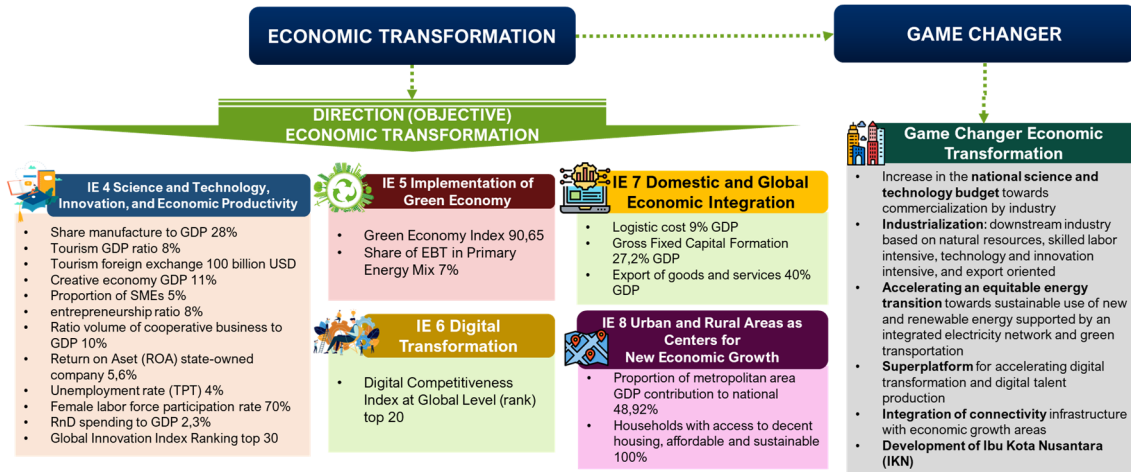 ECONOMIC TRANSFORMATION
GAME CHANGER
DIRECTION (OBJECTIVE)
ECONOMIC TRANSFORMATION
IE 4 Science and Technology,
Innovation, and Economic Productivity
• Share manufacture to GDP 28%
• Tourism GDP ratio 8%
• Tourism foreign exchange 100 billion USD
• Creative economy GDP 11%
• Proportion of SMEs 5%
• entrepreneurship ratio 8%
• Ratio volume of cooperative business to
GDP 10%
• Return on Aset (ROA) state-owned
company 5,6%
• Unemployment rate (TPT) 4%
• Female labor force participation rate 70%
• RnD spending to GDP 2,3%
• Global Innovation Index Ranking top 30
IE 5 Implementation of
Green Economy
• Green Economy Index 90,65
• Share of EBT in Primary
Energy Mix 7%
IE 6 Digital
Transformation
• Digital Competitiveness
Index at Global Level (rank)
top 20
IE 7 Domestic and Global
Economic Integration
• Logistic cost 9% GDP
• Gross Fixed Capital Formation
27,2% GDP
• Export of goods and services 40%
GDP
IE 8 Urban and Rural Areas as
Centers for
New Economic Growth
• Proportion of metropolitan area
GDP contribution to national
48,92%
• Households with access to decent
housing, affordable and sustainable
100%
Game Changer Economic
Transformation
• Increase in the national science and
technology budget towards
commercialization by industry
• Industrialization: downstream industry
based on natural resources, skilled labor
intensive, technology and innovation
intensive, and export oriented
• Accelerating an equitable energy
transition towards sustainable use of new
and renewable energy supported by an
integrated electricity network and green
transportation
• Superplatform for accelerating digital
transformation and digital talent
production
• Integration of connectivity infrastructure
with economic growth areas
• Development of Ibu Kota Nusantara
(IKN)